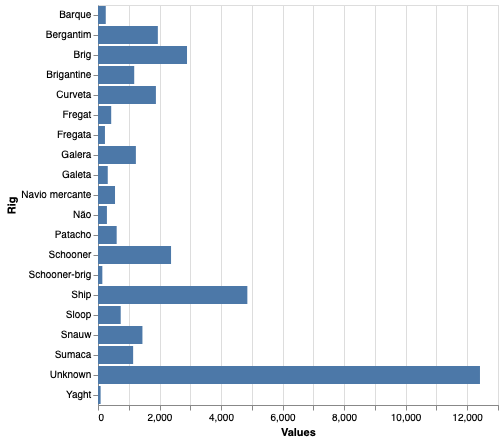 Barque
Bergantim
Brig
Brigantine
Curveta
Fregat
Fregata
Galera
Galeta
Navio mercante
Não
Patacho
Schooner
Schooner-brig
Ship
Sloop
Snauw
Sumaca
Unknown
Yaght
Rig
0 2,000 4,000 6,000 8,000 10,000 12,000
Values